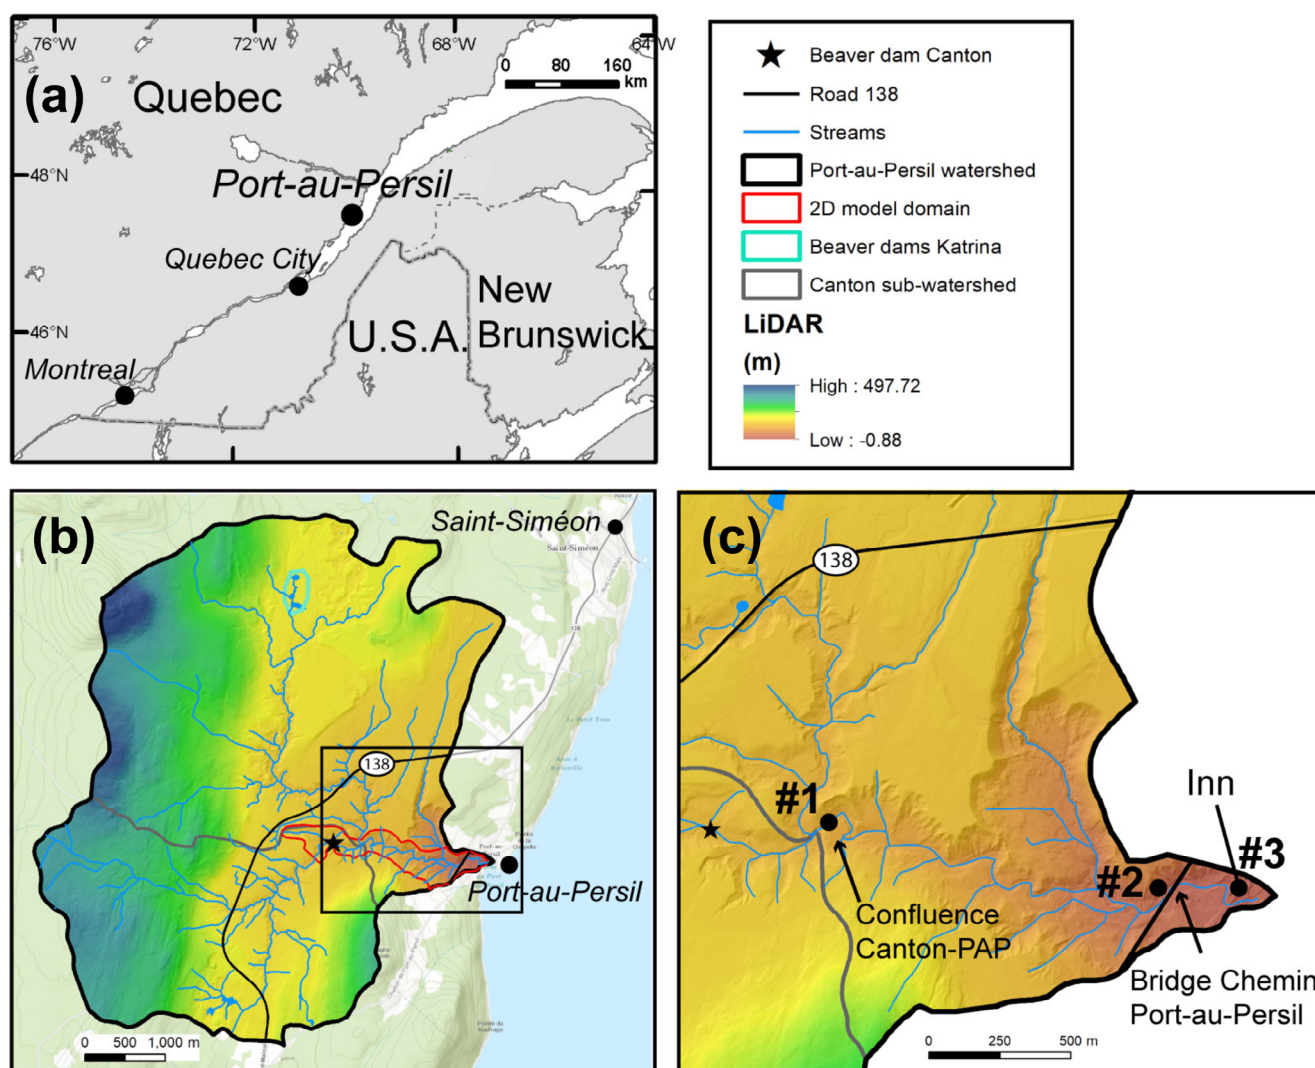 76°W
72°W
68°W
64°W
(a)
Quebec
0 80 160
km
48°N
Port-au-Persil
Quebec City
New
Brunswick
U.S.A.
46°N
Montreal
Beaver dam Canton
Road 138
Streams
Port-au-Persil watershed
2D model domain
Beaver dams Katrina
Canton sub-watershed
LiDAR
(m)
High : 497.72
Low : -0.88
(b)
Saint-Siméon
Saint-Siméon
138
138
Port-au-Persil
0 500 1,000 m
(c)
138
#1
Inn
#3
#2
Confluence
Canton-PAP
Bridge Chemin
Port-au-Persil
0 250 500 m